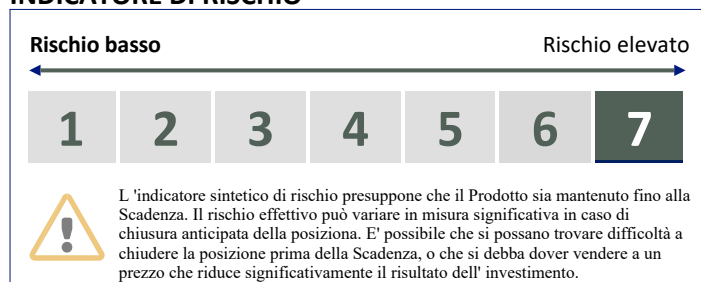 INDICATORE DI RISCHIO
Rischio basso Rischio elevato
1 2 3 4 5 6 7
L 'indicatore sintetico di rischio presuppone che il Prodotto sia mantenuto fino alla
Scadenza. Il rischio effettivo può variare in misura significativa in caso di
chiusura anticipata della posizione. E' possibile che si possano trovare difficoltà a
chiudere la posizione prima della Scadenza, o che si debba dover vendere a un
prezzo che riduce significativamente il risultato dell' investimento.